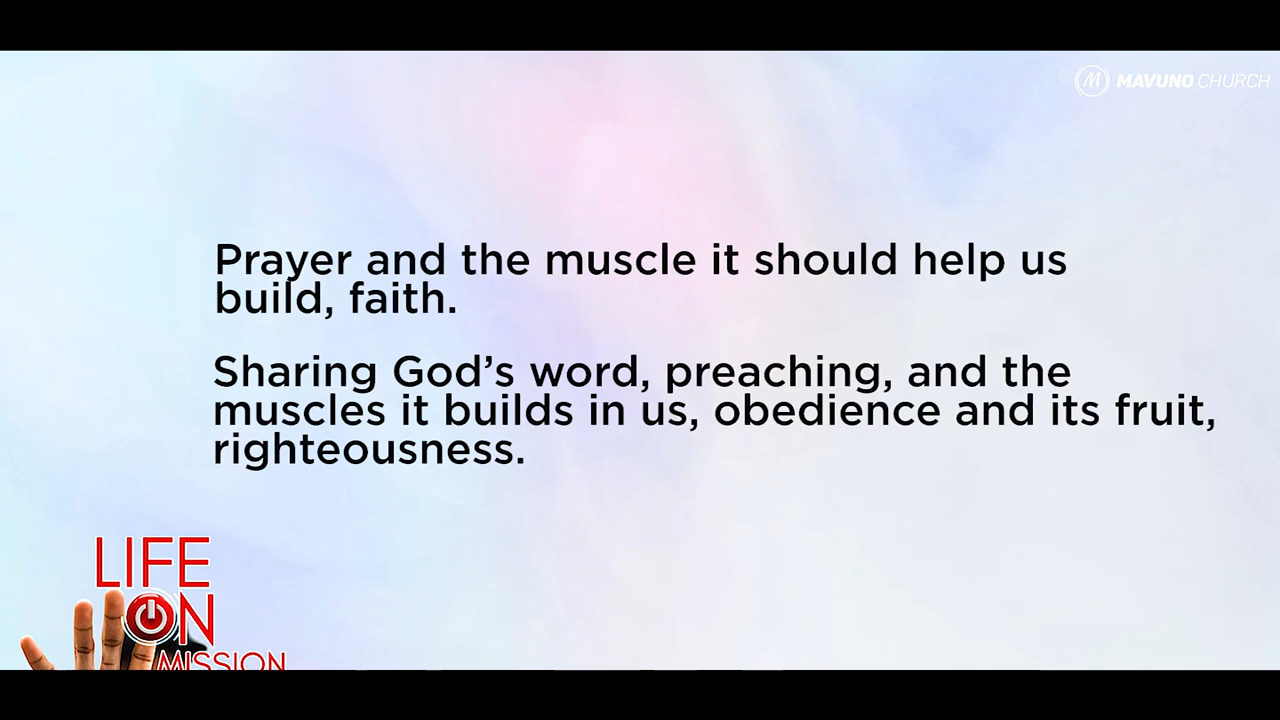 MAVUNO CHURCH
Prayer and the muscle it should help us
build, faith.
Sharing God’s word, preaching, and the
muscles it builds in us, obedience and its fruit,
righteousness.
LIFE
ON
MISSION